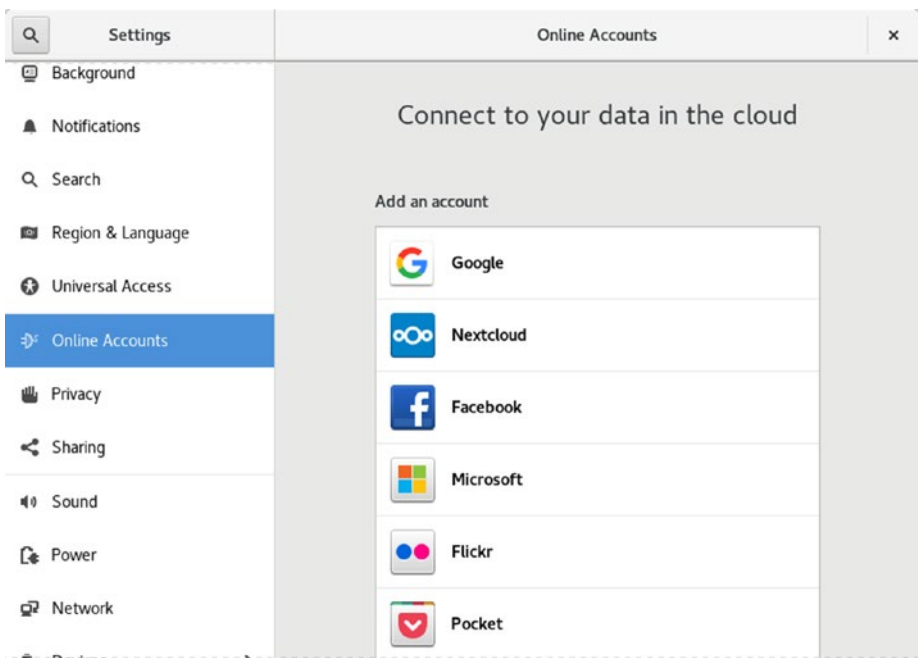 Settings
Online Accounts
Background
Notifications
Search
Region & Language
Universal Access
Online Accounts
Privacy
Sharing
Sound
Power
Network
Connect to your data in the cloud
Add an account
Google
Nextcloud
Facebook
Microsoft
Flickr
Pocket